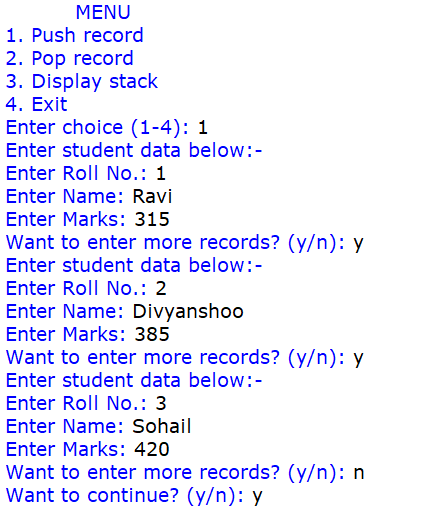 MENU
1. Push record
2. Pop record
3. Display stack
4. Exit
Enter choice (1-4): 1
Enter student data below:-
Enter Roll No.: 1
Enter Name: Ravi
Enter Marks: 315
Want to enter more records? (y/n): y
Enter student data below:-
Enter Roll No.: 2
Enter Name: Divyanshoo
Enter Marks: 385
Want to enter more records? (y/n): y
Enter student data below:-
Enter Roll No.: 3
Enter Name: Sohail
Enter Marks: 420
Want to enter more records? (y/n): n
Want to continue? (y/n): y